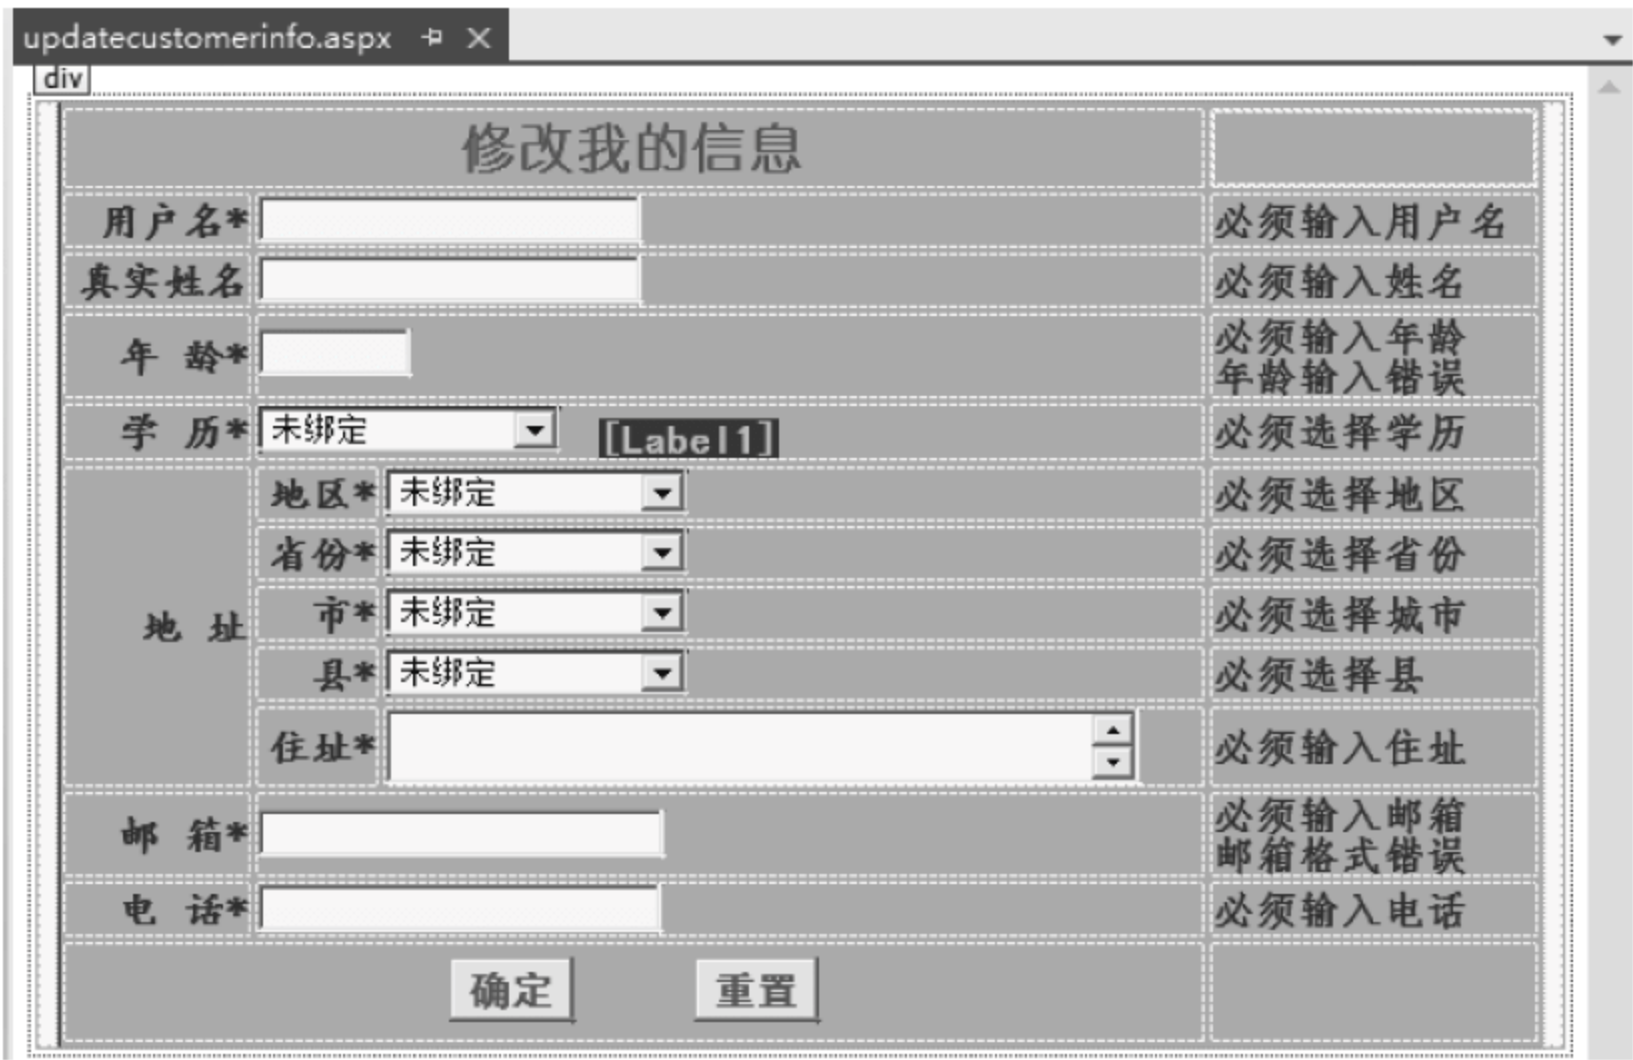 updatecustomerinfo.aspx
div
修改我的信息
用户名* 必须输入用户名
真实姓名 必须输入姓名
年 龄* 必须输入年龄
年龄输入错误
学 历* 未绑定 [Label1] 必须选择学历
地区* 未绑定 必须选择地区
省份* 未绑定 必须选择省份
地 址
市* 未绑定 必须选择城市
县* 未绑定 必须选择县
住址* 必须输入住址
邮 箱* 必须输入邮箱
邮箱格式错误
电 话* 必须输入电话
确定 重置